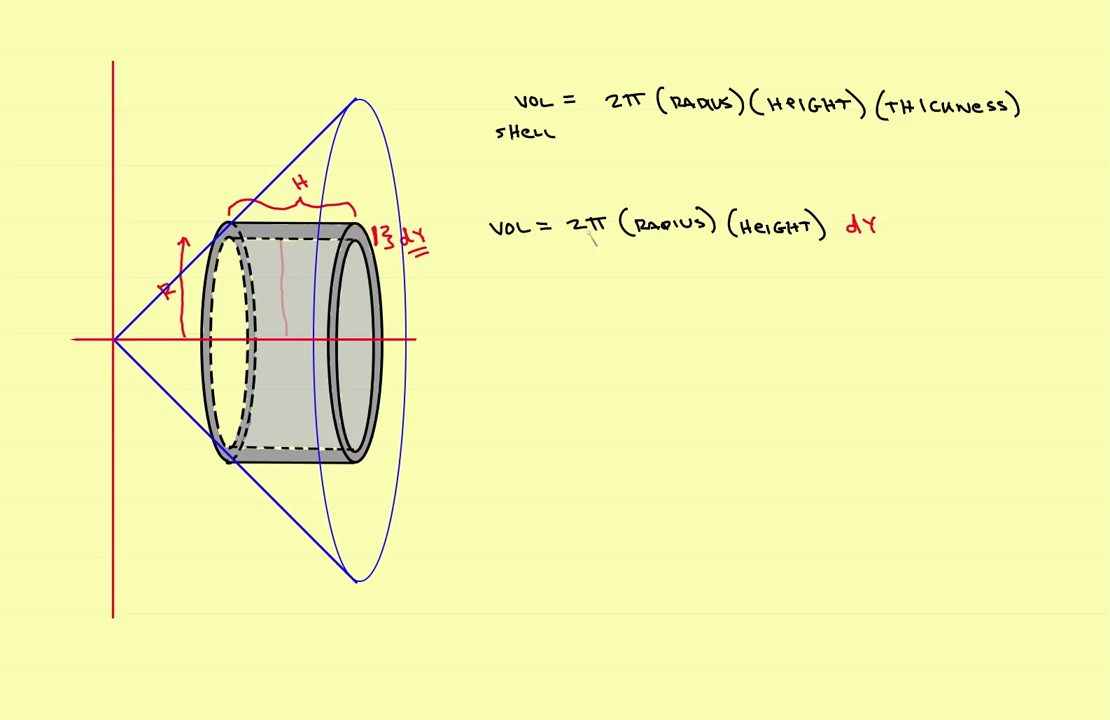 VOL = 2π (RADIUS) (HEIGHT) (THICKNESS)
SHELL
H
VOL = 2π (RADIUS) (HEIGHT) dY
dY
R